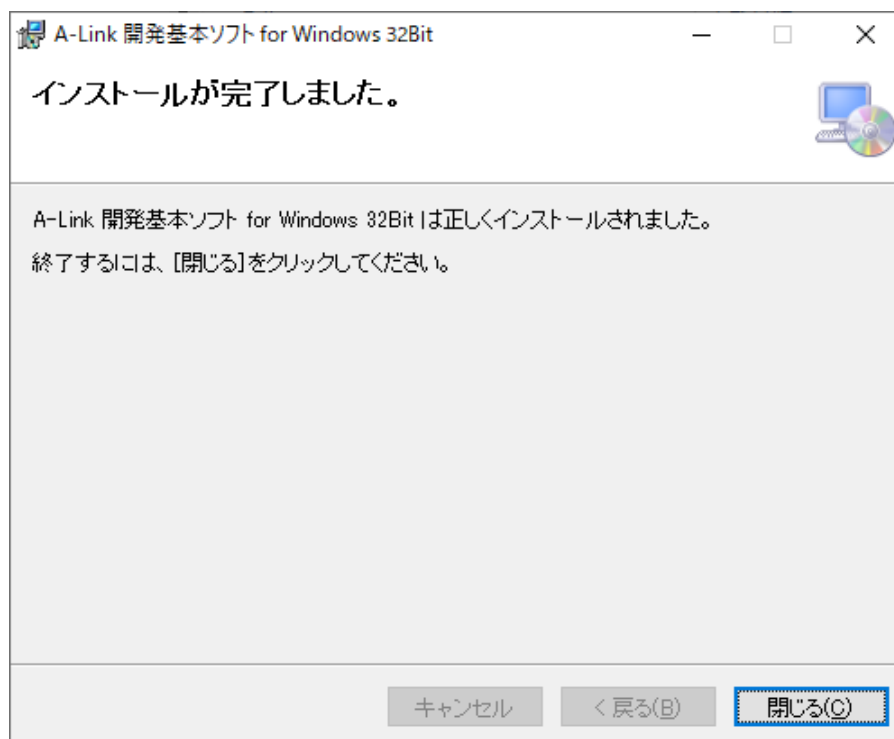 A-Link 開発基本ソフト for Windows 32Bit
インストールが完了しました。
A-Link 開発基本ソフト for Windows 32Bit は正しくインストールされました。
終了するには、[閉じる]をクリックしてください。
キャンセル
< 戻る(B)
閉じる(C)